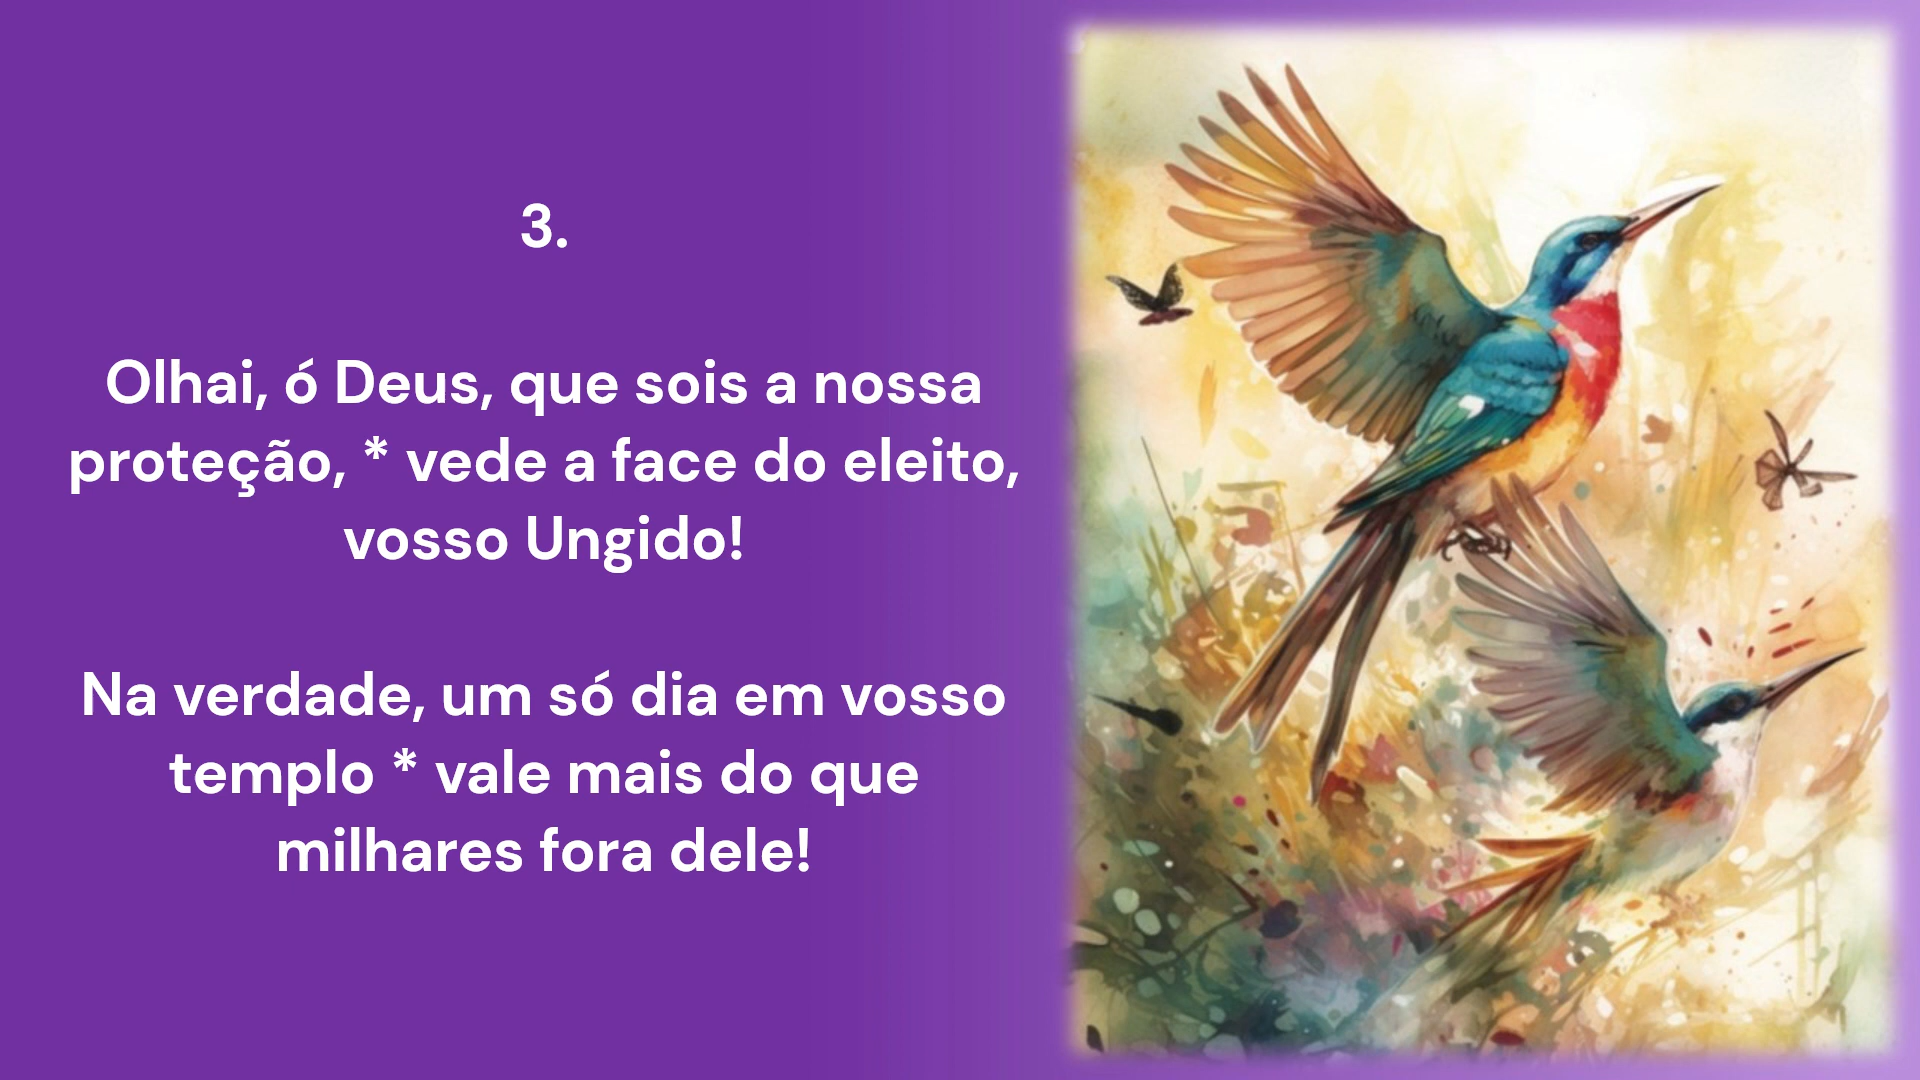 3.
Olhai, ó Deus, que sois a nossa
proteção, * vede a face do eleito,
vosso Ungido!
Na verdade, um só dia em vosso
templo * vale mais do que
milhares fora dele!